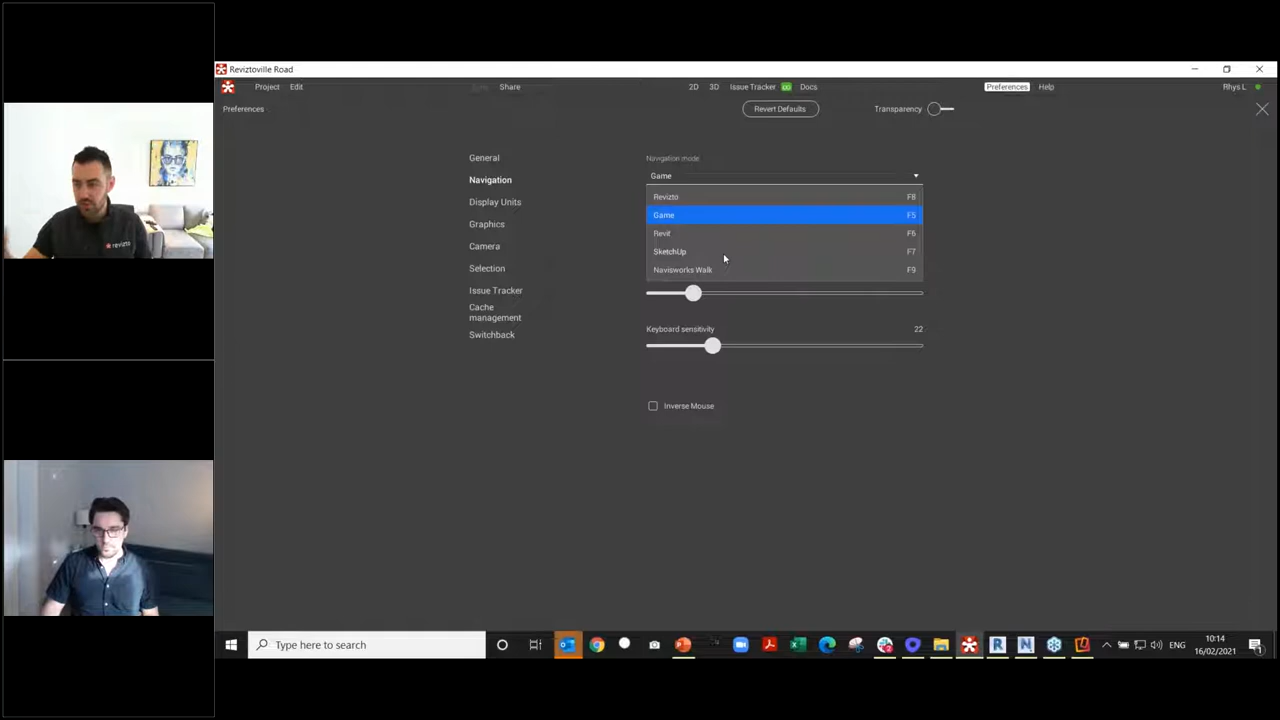 Reviztoville Road
Project Edit Share 2D 3D Issue Tracker Docs Preferences Help Rhys L
Preferences Revert Defaults Transparency
General
Navigation
Display Units
Graphics
Camera
Selection
Issue Tracker
Cache
management
Switchback
Navigation mode
Game
Revizto F8
Game F5
Revit F6
SketchUp F7
Navisworks Walk F9
Keyboard sensitivity 22
Inverse Mouse
revizto
Type here to search
ENG
10:14
16/02/2021